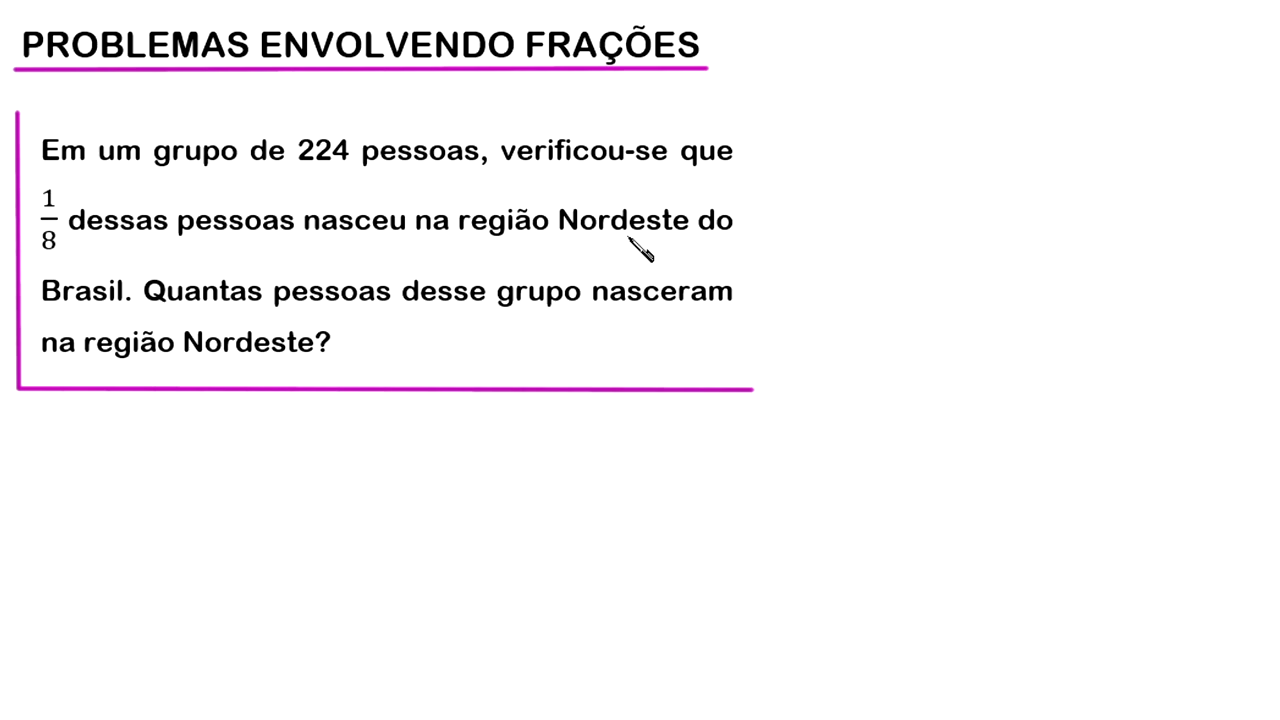 PROBLEMAS ENVOLVENDO FRAÇÕES
Em um grupo de 224 pessoas, verificou-se que
1/8 dessas pessoas nasceu na região Nordeste do
Brasil. Quantas pessoas desse grupo nasceram
na região Nordeste?